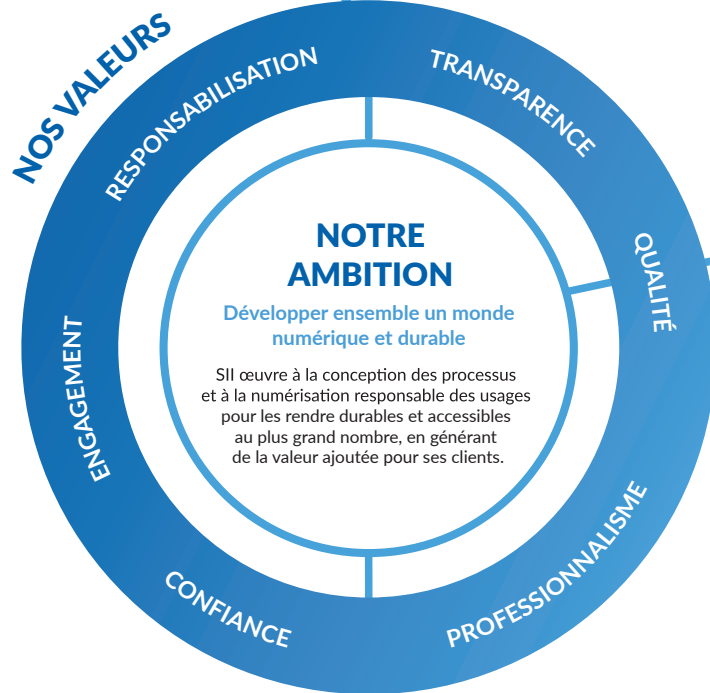 NOS VALEURS
RESPONSABILISATION
TRANSPARENCE
QUALITÉ
PROFESSIONNALISME
CONFIANCE
ENGAGEMENT
NOTRE
AMBITION
Développer ensemble un monde
numérique et durable
SII œuvre à la conception des processus
et à la numérisation responsable des usages
pour les rendre durables et accessibles
au plus grand nombre, en générant
de la valeur ajoutée pour ses clients.